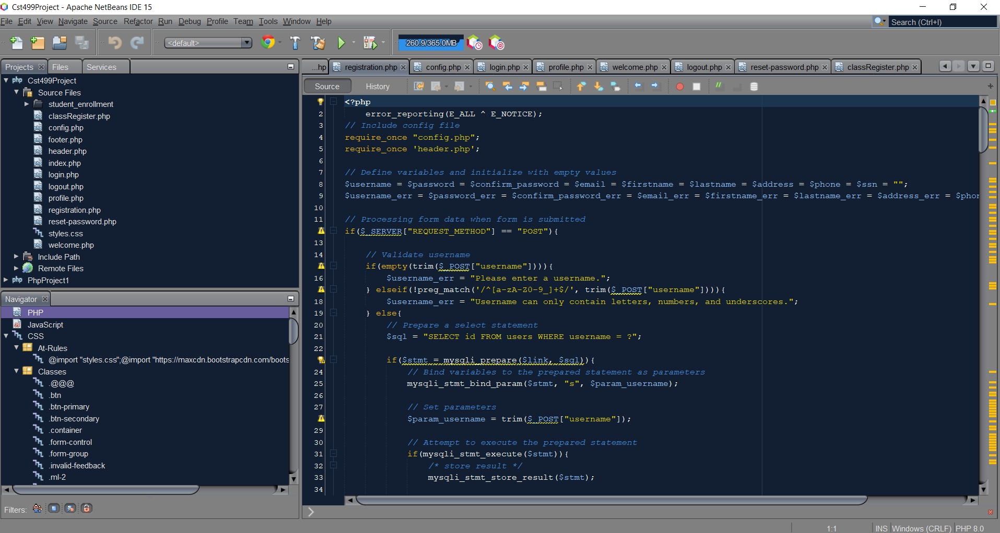 Cst499Project - Apache NetBeans IDE 15
File Edit View Navigate Source Refactor Run Debug Profile Team Tools Window Help
Search (Ctrl+I)
<default>
260.9/365.0MB
Projects Files Services
Cst499Project
Source Files
student_enrollment
classRegister.php
config.php
footer.php
header.php
index.php
login.php
logout.php
profile.php
registration.php
reset-password.php
styles.css
welcome.php
Include Path
Remote Files
PhpProject1
Navigator
PHP
JavaScript
CSS
At-Rules
@import "styles.css";@import "https://maxcdn.bootstrapcdn.com/boots
Classes
.@@@
.btn
.btn-primary
.btn-secondary
.container
.form-control
.form-group
.invalid-feedback
.ml-2
Filters:
...hp registration.php config.php login.php profile.php welcome.php logout.php reset-password.php classRegister.php
Source History
<?php
2 error_reporting(E_ALL ^ E_NOTICE);
3 // Include config file
4 require_once "config.php";
5 require_once 'header.php';
6
7 // Define variables and initialize with empty values
8 $username = $password = $confirm_password = $email = $firstname = $lastname = $address = $phone = $ssn = "";
9 $username_err = $password_err = $confirm_password_err = $email_err = $firstname_err = $lastname_err = $address_err = $phon
10
11 // Processing form data when form is submitted
if($_SERVER["REQUEST_METHOD"] == "POST"){
13
14 // Validate username
if(empty(trim($_POST["username"]))){
16 $username_err = "Please enter a username.";
} elseif(!preg_match('/^[a-zA-Z0-9_]+$/', trim($_POST["username"]))){
18 $username_err = "Username can only contain letters, numbers, and underscores.";
19 } else{
20 // Prepare a select statement
21 $sql = "SELECT id FROM users WHERE username = ?";
22
if($stmt = mysqli_prepare($link, $sql)){
24 // Bind variables to the prepared statement as parameters
25 mysqli_stmt_bind_param($stmt, "s", $param_username);
26
27 // Set parameters
$param_username = trim($_POST["username"]);
29
30 // Attempt to execute the prepared statement
31 if(mysqli_stmt_execute($stmt)){
32 /* store result */
33 mysqli_stmt_store_result($stmt);
34
1:1 INS Windows (CRLF) PHP 8.0